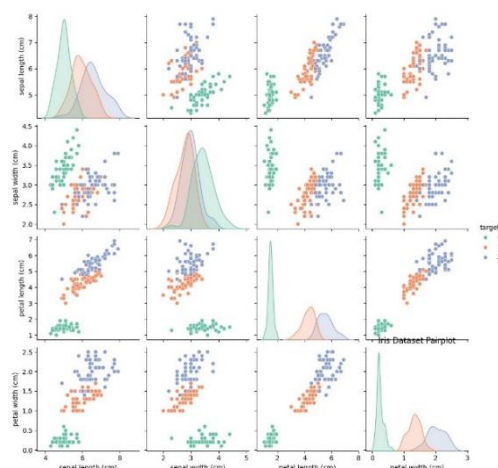 sepal length (cm)
8
7
6
5
sepal width (cm)
4.5
4.0
3.5
3.0
2.5
2.0
target
petal length (cm)
7
6
5
4
3
2
1
Iris Dataset Pairplot
petal width (cm)
2.5
2.0
1.5
1.0
0.5
0.0
4 6 8
2 3 4 5
2 4 6 8
0 1 2 3
sepal length (cm)
sepal width (cm)
petal length (cm)
petal width (cm)